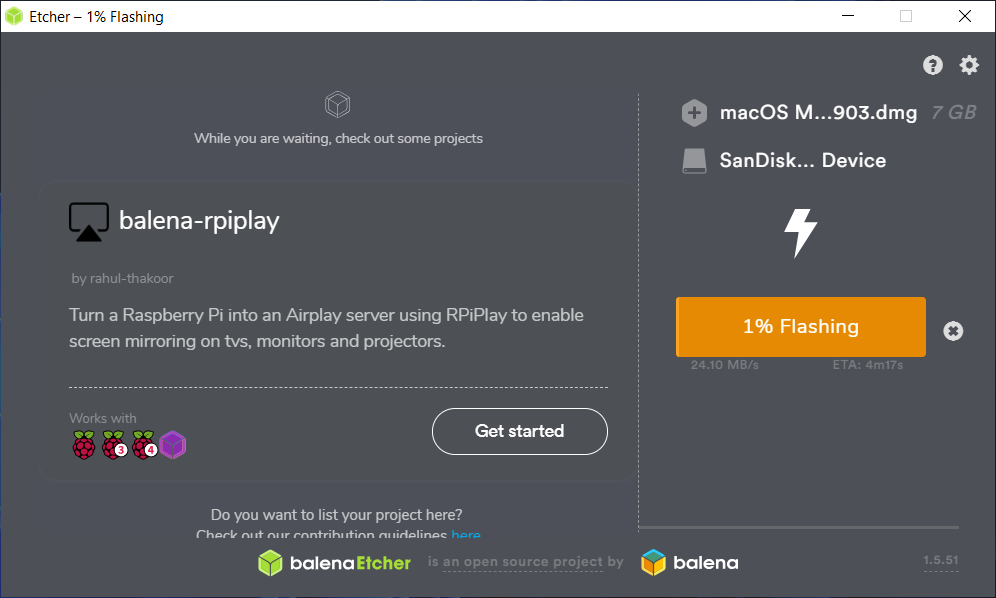 Etcher – 1% Flashing
While you are waiting, check out some projects
balena-rpiplay
by rahul-thakoor
Turn a Raspberry Pi into an Airplay server using RPiPlay to enable
screen mirroring on tvs, monitors and projectors.
Works with
3
4
Get started
Do you want to list your project here?
Check out our contribution guidelines here
macOS M...903.dmg 7 GB
SanDisk... Device
1% Flashing
24.10 MB/s ETA: 4m17s
balenaEtcher is an open source project by balena 1.5.51